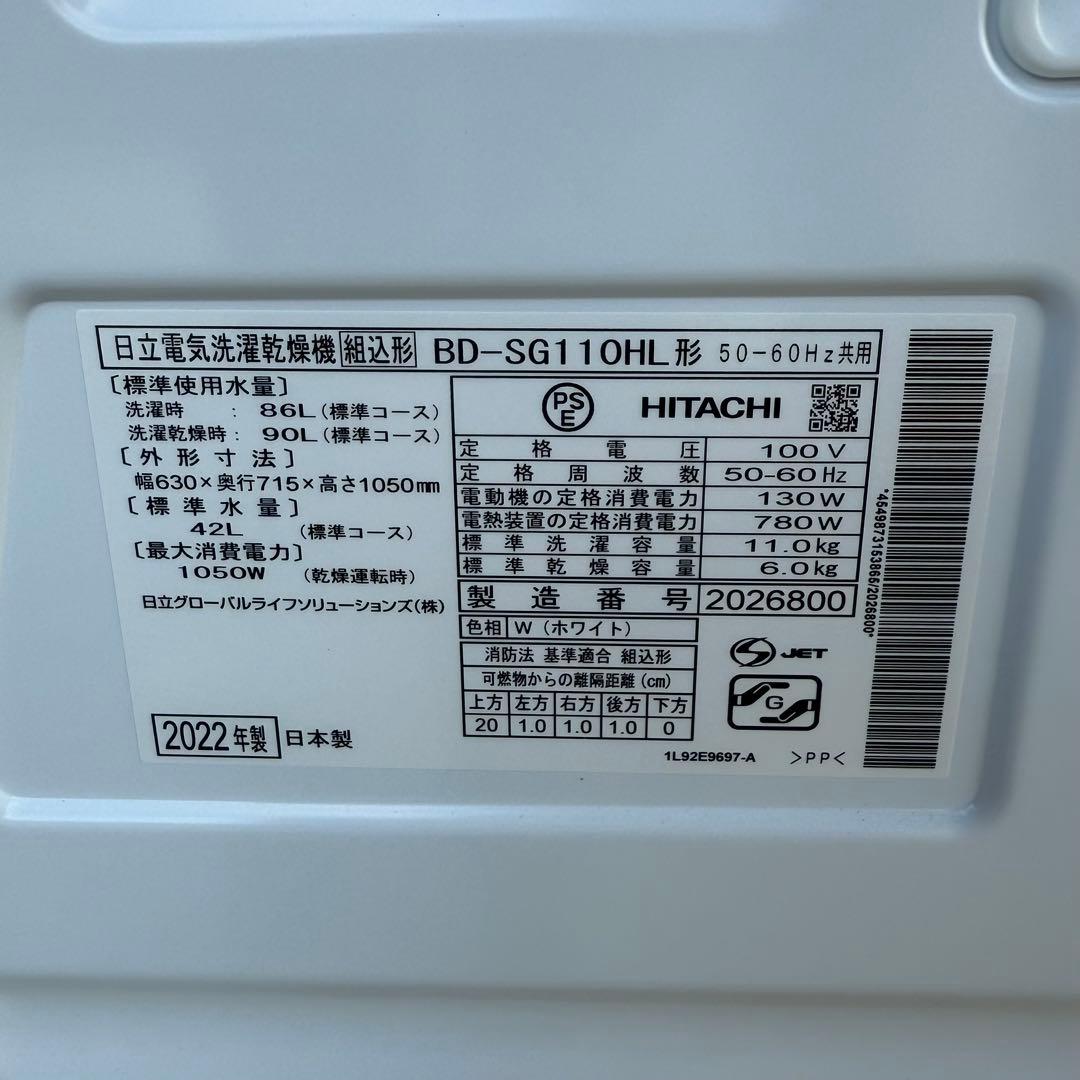 日立電気洗濯乾燥機 組込形 BD-SG110HL形 50-60Hz共用
〔標準使用水量〕
洗濯時 : 86L(標準コース)
洗濯乾燥時: 90L(標準コース)
〔外形寸法〕
幅630×奥行715×高さ1050mm
〔標準水量〕
42L (標準コース)
〔最大消費電力〕
1050W (乾燥運転時)
日立グローバルライフソリューションズ(株)
2022年製 日本製
PSE HITACHI
定格電圧 100V
定格周波数 50-60Hz
電動機の定格消費電力 130W
電熱装置の定格消費電力 780W
標準洗濯容量 11.0kg
標準乾燥容量 6.0kg
製造番号 2026800
色相 W(ホワイト)
消防法 基準適合 組込形
可燃物からの離隔距離(cm)
上方 左方 右方 後方 下方
20 1.0 1.0 1.0 0
S JET
G
1L92E9697-A >PP<
*4549873163866/2026800*